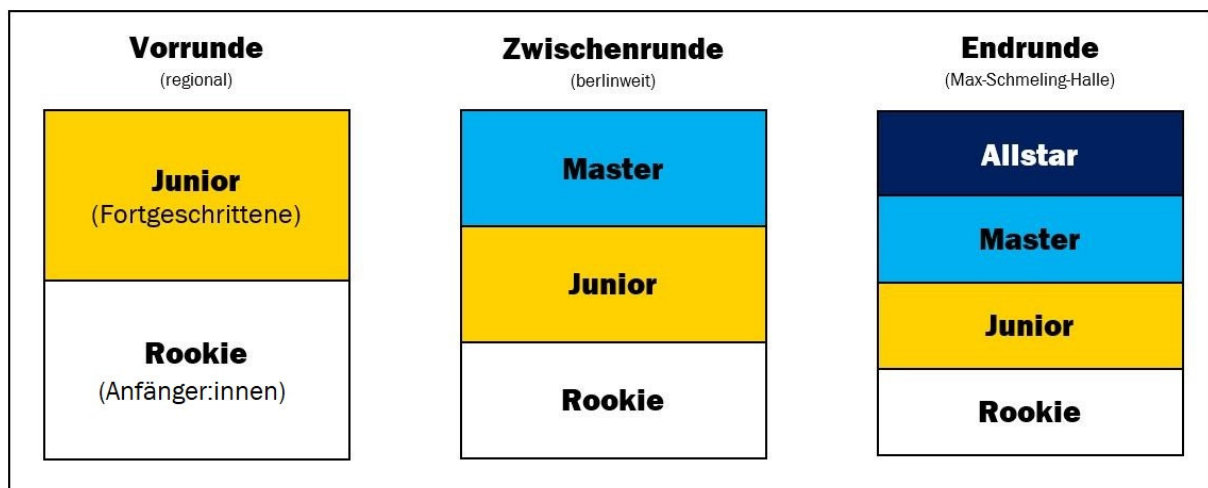 Vorrunde
(regional)
Junior
(Fortgeschrittene)
Rookie
(Anfänger:innen)
Zwischenrunde
(berlinweit)
Master
Junior
Rookie
Endrunde
(Max-Schmeling-Halle)
Allstar
Master
Junior
Rookie